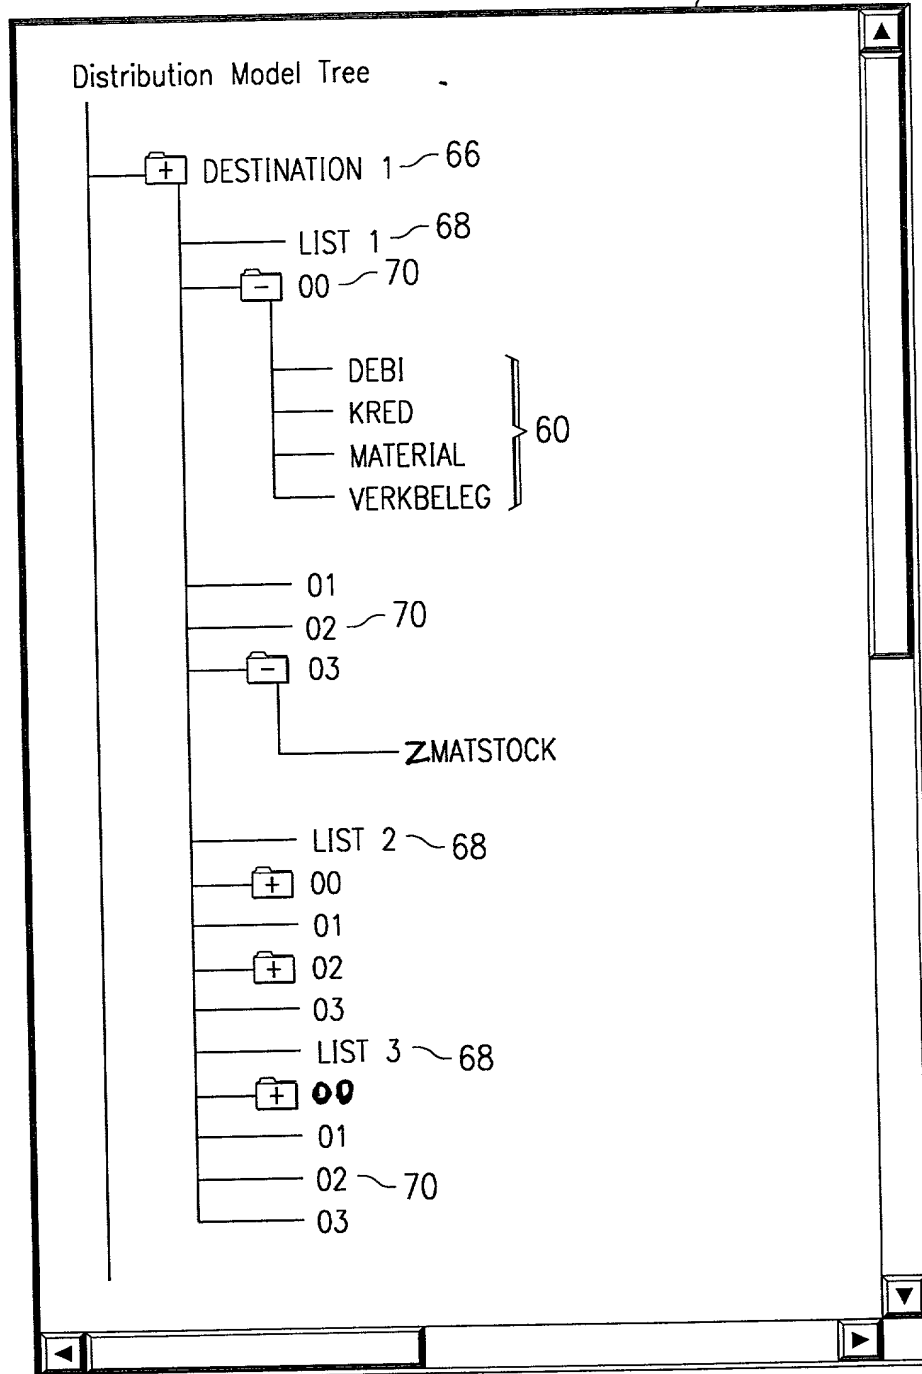 Distribution Model Tree
+ DESTINATION 1 66
LIST 1 68
- 00 70
DEBI
KRED
MATERIAL
VERKBELEG
60
01
02 70
- 03
ZMATSTOCK
LIST 2 68
+ 00
01
+ 02
03
LIST 3 68
+ 00
01
02 70
03